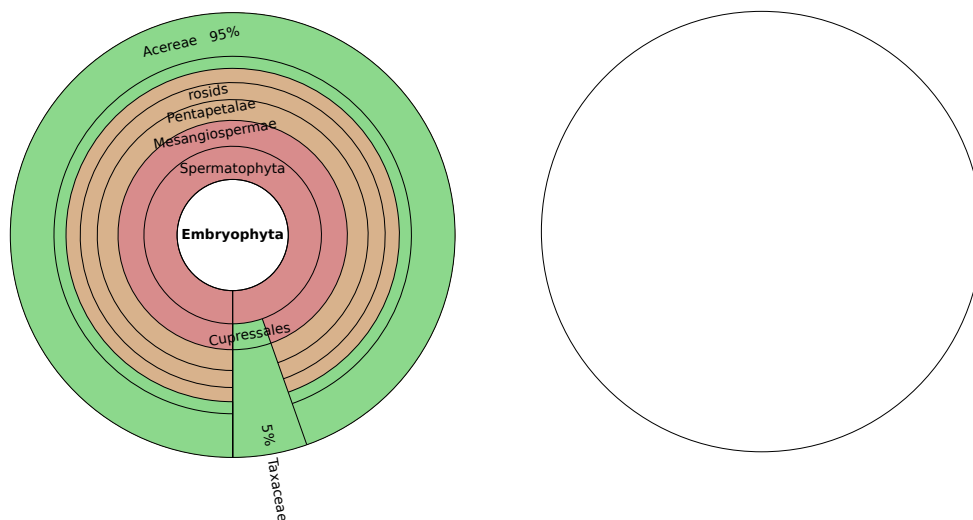 Acereae 95%
rosids
Pentapetalae
Mesangiospermae
Spermatophyta
Embryophyta
Cupressales
5% Taxaceae